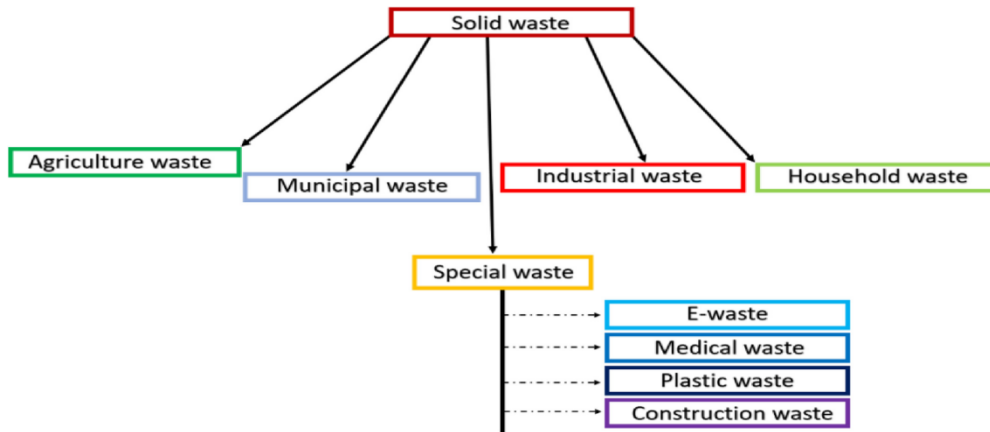 Solid waste
Agriculture waste
Municipal waste
Industrial waste
Household waste
Special waste
E-waste
Medical waste
Plastic waste
Construction waste